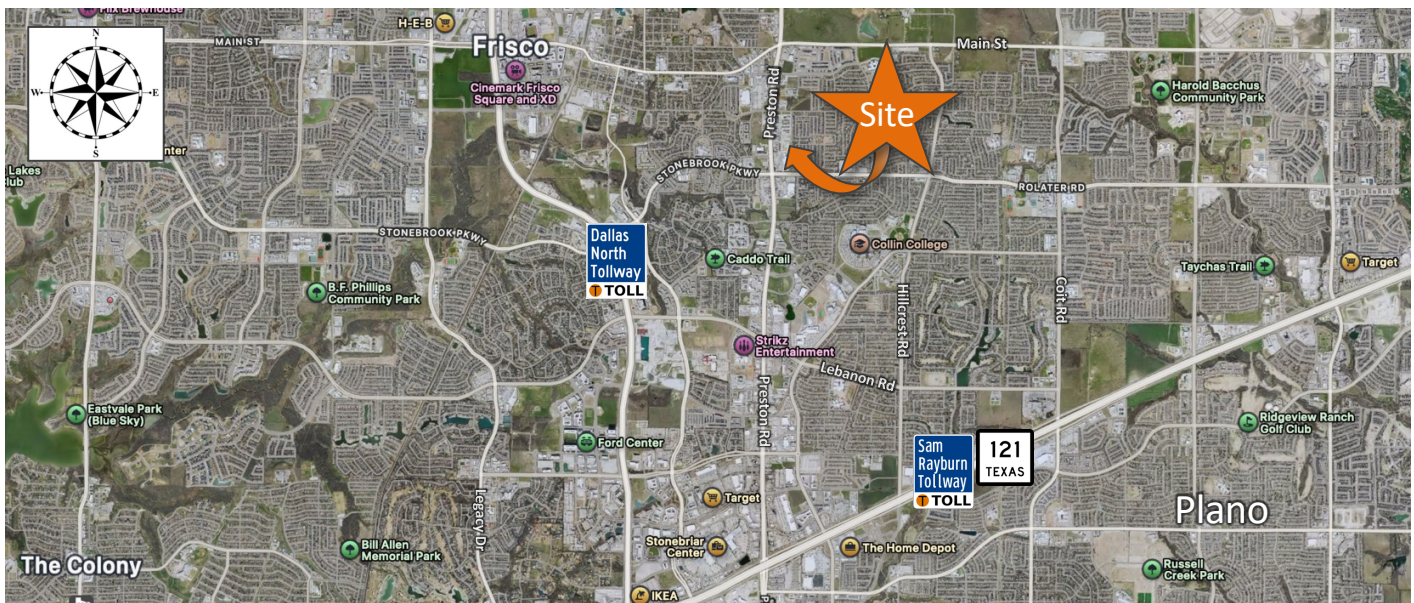 Flix Brewhouse
H-E-B
MAIN ST
Frisco
Main St
N
W
E
S
Cinemark Frisco
Square and XD
Preston Rd
Site
Harold Bacchus
Community Park
nter
Lakes
Club
STONEBROOK PKWY
ROLATER RD
STONEBROOK PKWY
Dallas
North
Tollway
TOLL
Collin College
Caddo Trail
Taychas Trail
Target
B.F. Phillips
Community Park
Hillcrest Rd
Coit Rd
Strikz
Entertainment
Lebanon Rd
Preston Rd
Eastvale Park
(Blue Sky)
Ford Center
Ridgeview Ranch
Golf Club
Sam
Rayburn
Tollway
TOLL
121
TEXAS
Legacy Dr
Target
Plano
Bill Allen
Memorial Park
Stonebriar
Center
The Home Depot
The Colony
Russell
Creek Park
IKEA
P